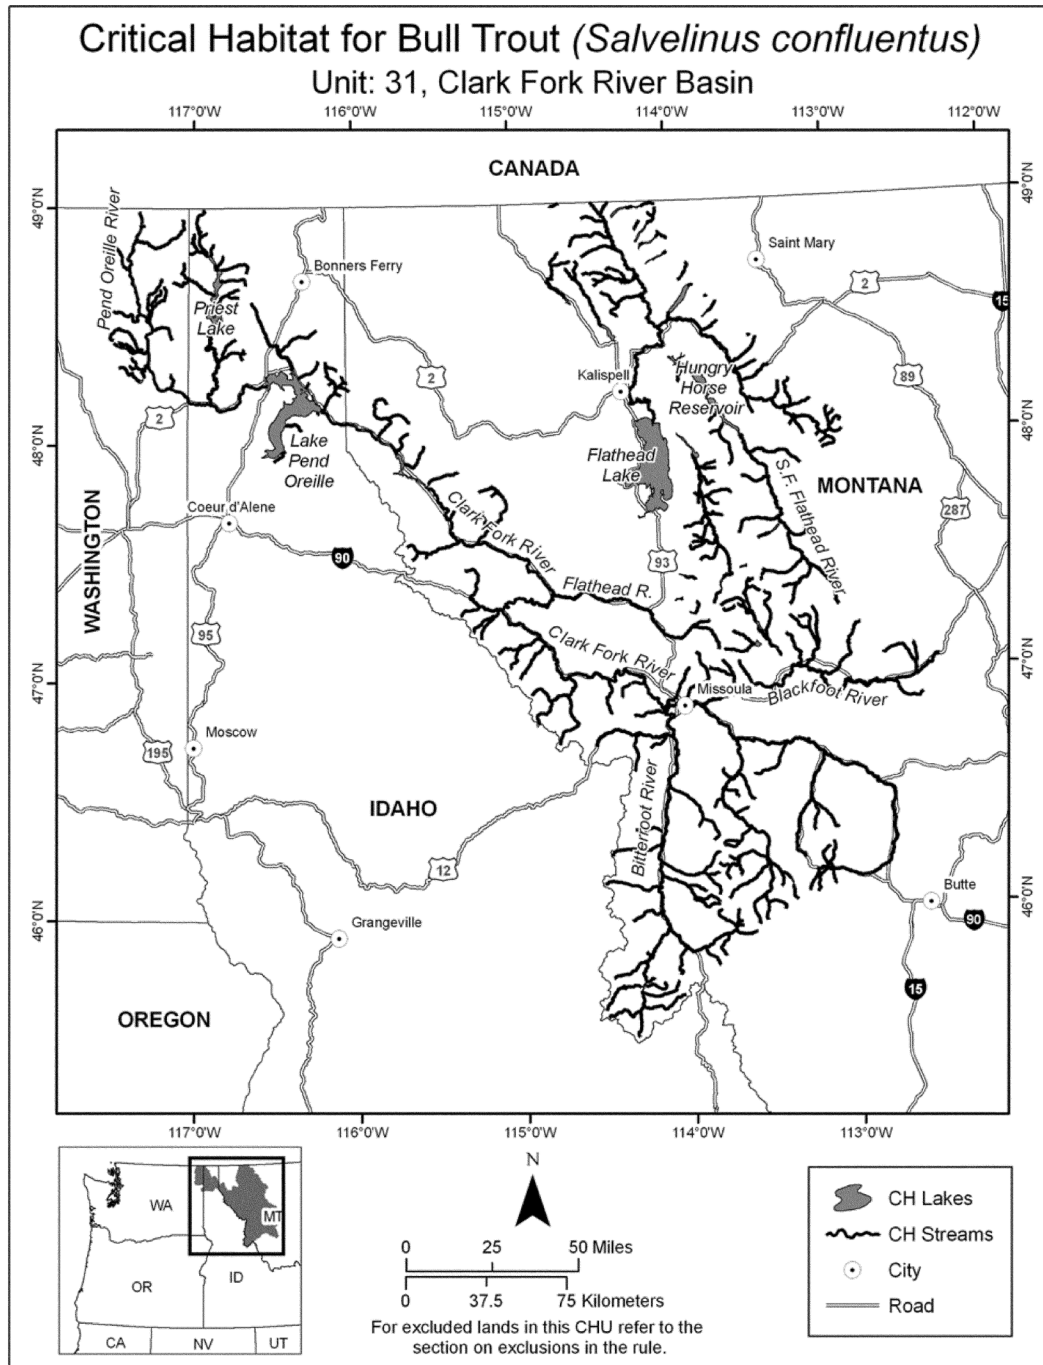 Critical Habitat for Bull Trout (Salvelinus confluentus)
Unit: 31, Clark Fork River Basin
117°0'W 116°0'W 115°0'W 114°0'W 113°0'W 112°0'W
CANADA
49°0'N
49°0'N
Pend Oreille River
Saint Mary
Bonners Ferry
2
15
Priest
Lake
Kalispell
Hungry
Horse
Reservoir
2
89
2
48°0'N
48°0'N
Lake
Pend
Oreille
Flathead
Lake
S.F. Flathead River
MONTANA
Coeur d'Alene
Clark Fork River
287
WASHINGTON
90
93
Flathead R.
95
Clark Fork River
47°0'N
47°0'N
Missoula
Blackfoot River
Moscow
195
Bitterroot River
IDAHO
12
Butte
46°0'N
46°0'N
Grangeville
90
15
OREGON
117°0'W 116°0'W 115°0'W 114°0'W 113°0'W
WA
MT
OR
ID
CA
NV
UT
N
0 25 50 Miles
0 37.5 75 Kilometers
For excluded lands in this CHU refer to the
section on exclusions in the rule.
CH Lakes
CH Streams
City
Road